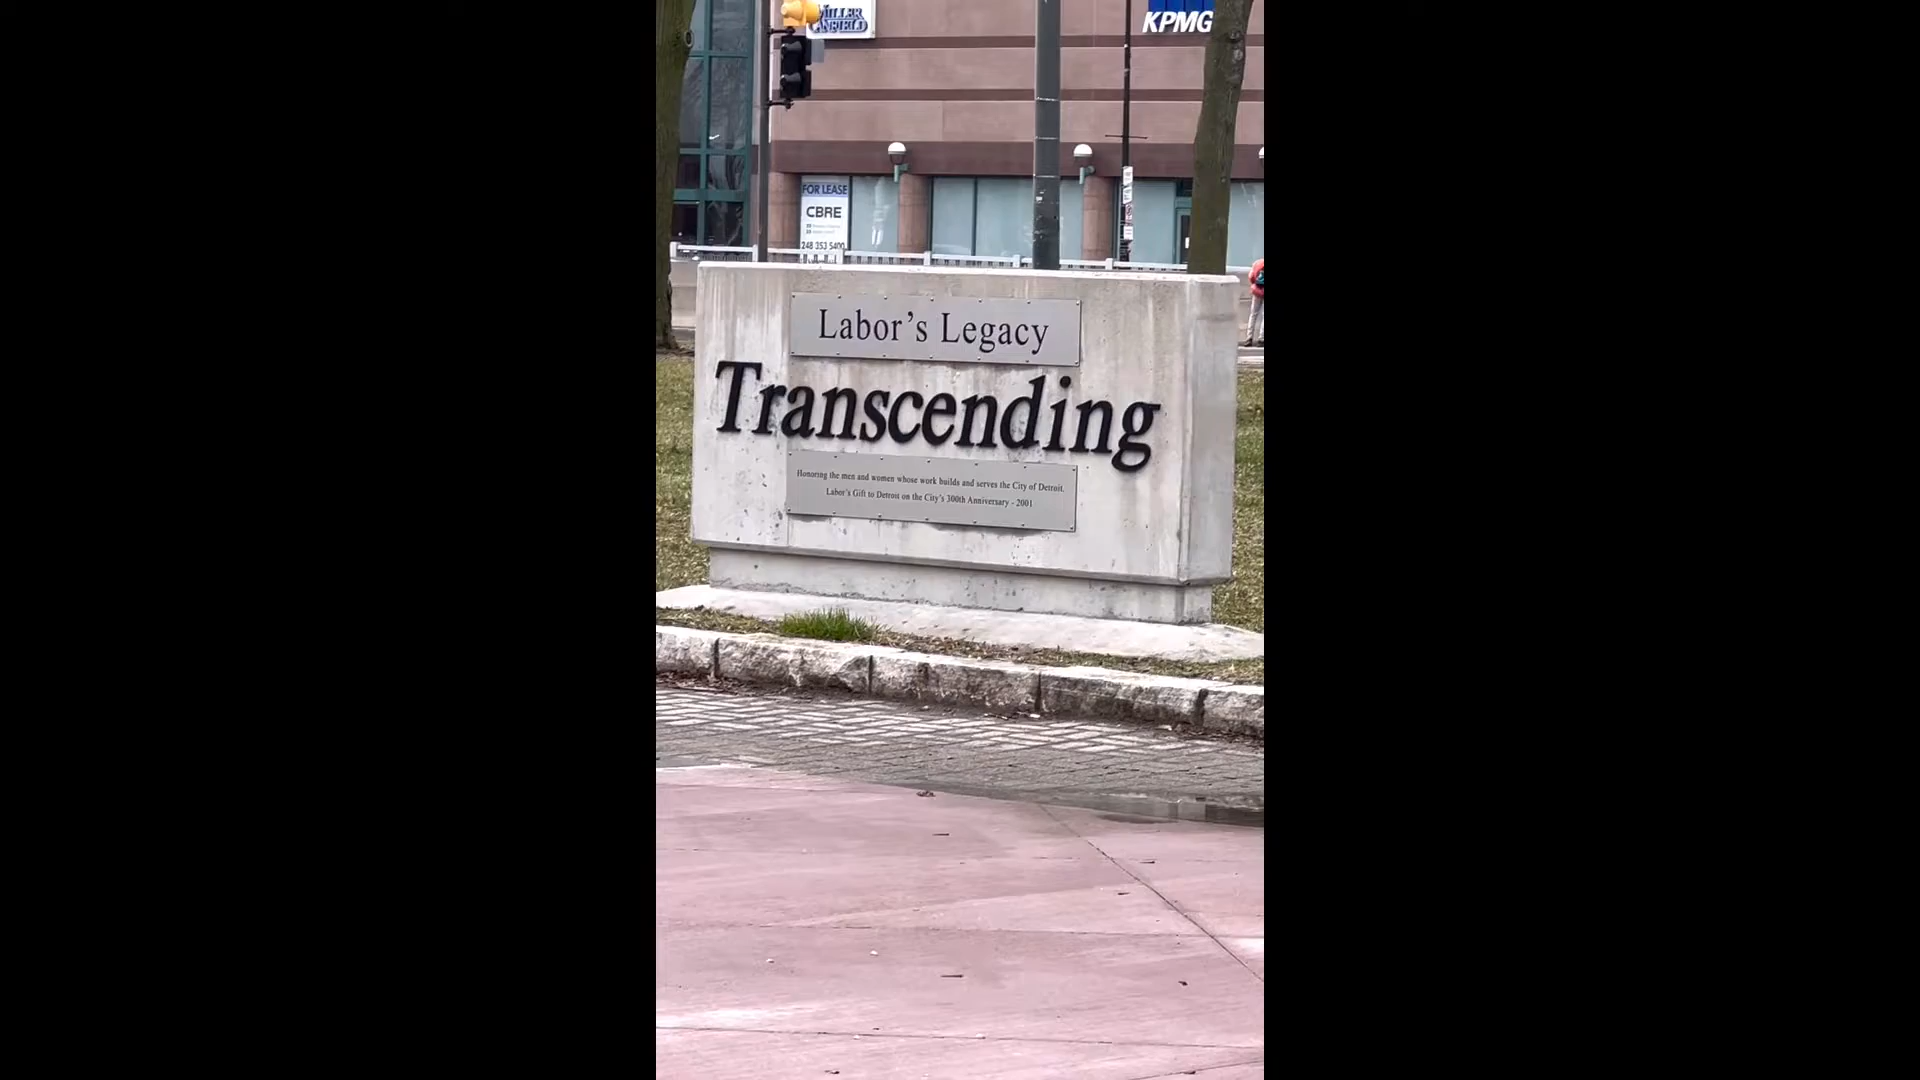 MILLER
CANFIELD
KPMG
FOR LEASE
CBRE
248 353 5400
Labor's Legacy
Transcending
Honoring the men and women whose work builds and serves the City of Detroit.
Labor's Gift to Detroit on the City's 300th Anniversary - 2001